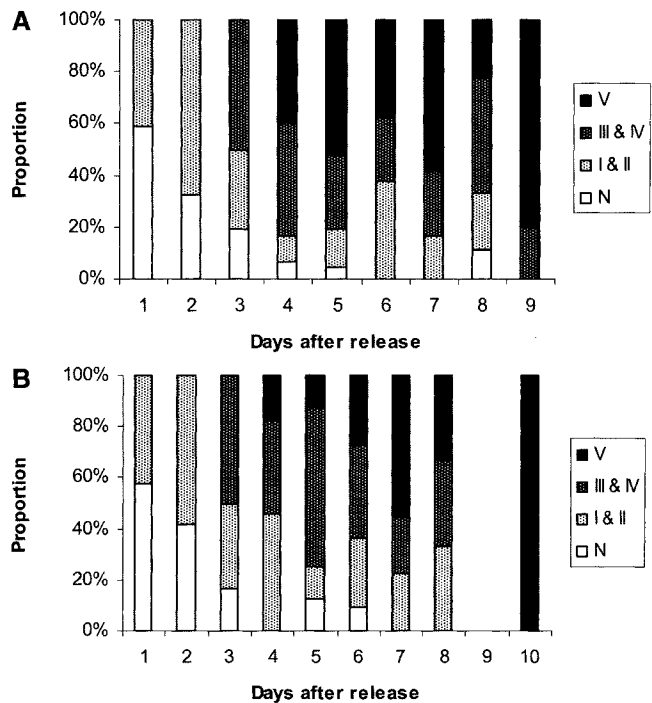 A
100%
80%
60%
40%
20%
0%
Proportion
1 2 3 4 5 6 7 8 9
Days after release
V
III & IV
I & II
N
B
100%
80%
60%
40%
20%
0%
Proportion
1 2 3 4 5 6 7 8 9 10
Days after release
V
III & IV
I & II
N